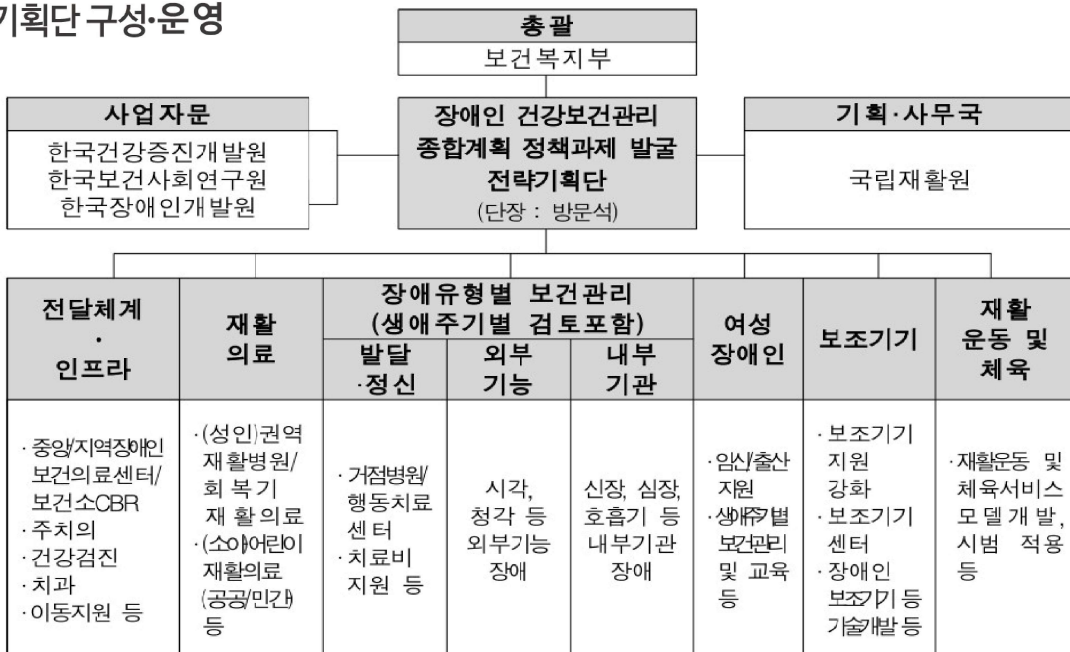 기획단 구성·운영
총괄
보건복지부
사업자문
한국건강증진개발원
한국보건사회연구원
한국장애인개발원
장애인 건강보건관리
종합계획 정책과제 발굴
전략기획단
(단장 : 방문석)
기획·사무국
국립재활원
전달체계
·
인프라
재활
의료
장애유형별 보건관리
(생애주기별 검토포함)
발달
·정신
외부
기능
내부
기관
여성
장애인
보조기기
재활
운동 및
체육
·중앙/지역장애인
보건의료센터/
보건소CBR
·주치의
·건강검진
·치과
·이동지원 등
·(성인)권역
재활병원/
회복기
재활의료
·(소아)어린이
재활의료
(공공/민간)
등
·거점병원/
행동치료
센터
·치료비
지원 등
시각,
청각 등
외부기능
장애
신장, 심장,
호흡기 등
내부기관
장애
·임신/출산
지원
·생애주기별
보건관리
및 교육
등
·보조기기
지원
강화
·보조기기
센터
·장애인
보조기기 등
기술개발 등
·재활운동 및
체육서비스
모델개발,
시범 적용
등